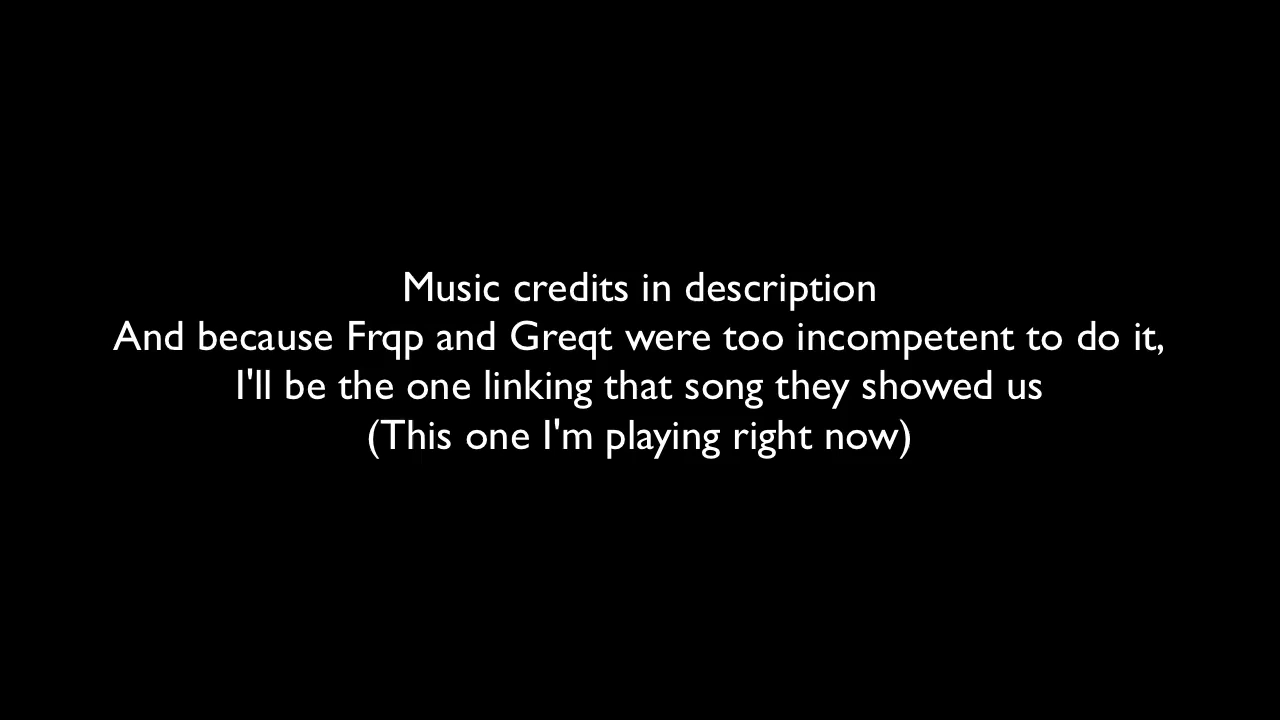 Music credits in description
And because Frqp and Greqt were too incompetent to do it,
I'll be the one linking that song they showed us
(This one I'm playing right now)